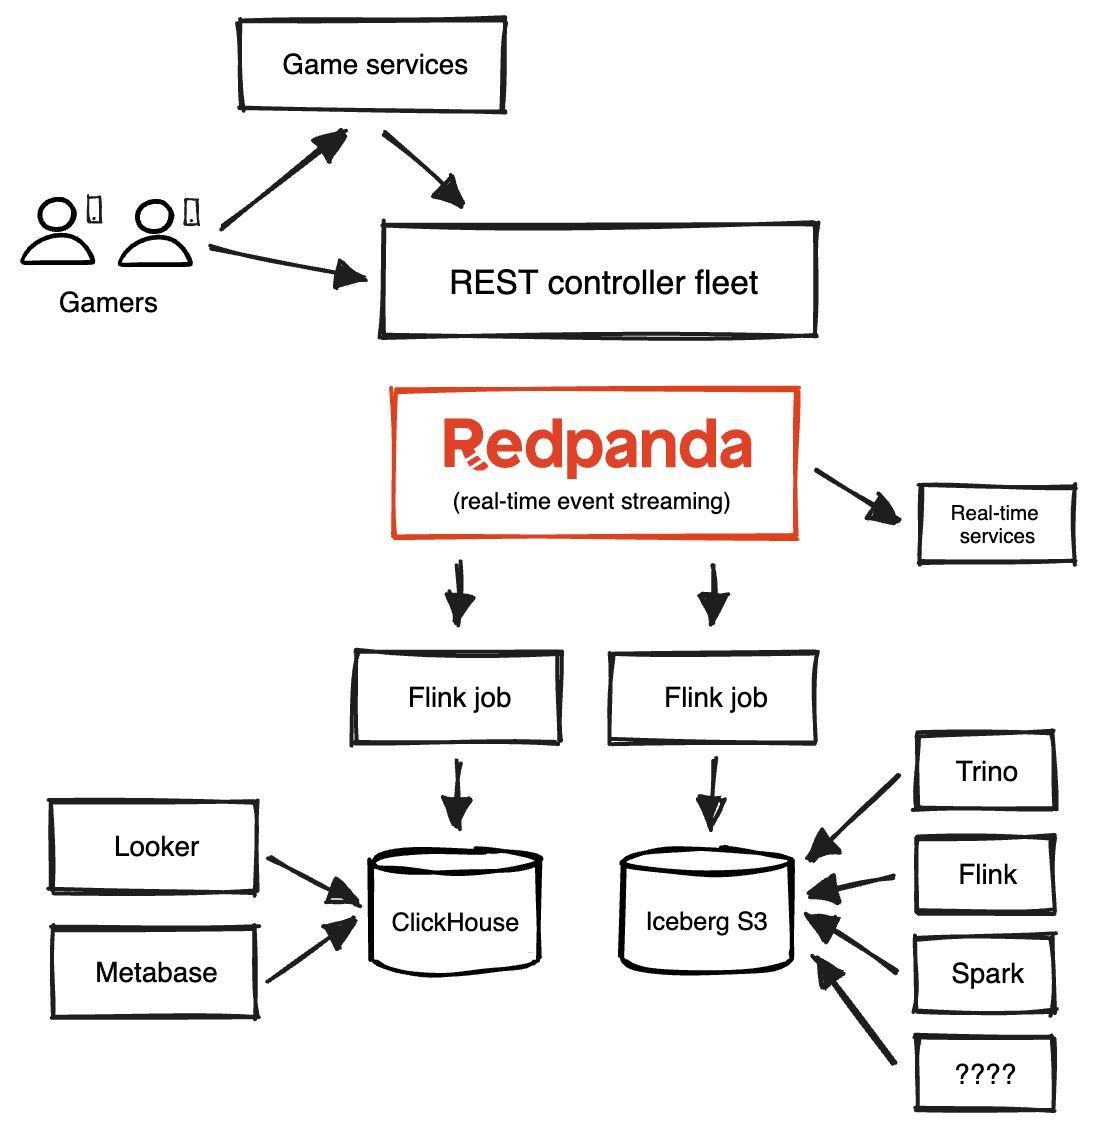 Game services
Gamers
REST controller fleet
Redpanda
(real-time event streaming)
Real-time
services
Flink job
Flink job
Looker
Metabase
ClickHouse
Iceberg S3
Trino
Flink
Spark
????